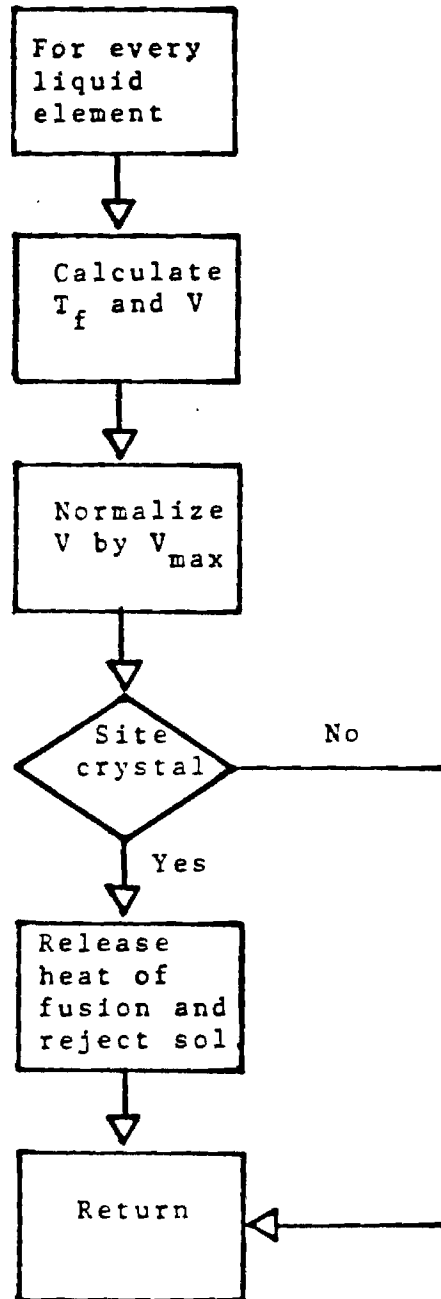 For every
liquid
element
Calculate
T_f and V
Normalize
V by V_max
Site
crystal
No
Yes
Release
heat of
fusion and
reject sol
Return